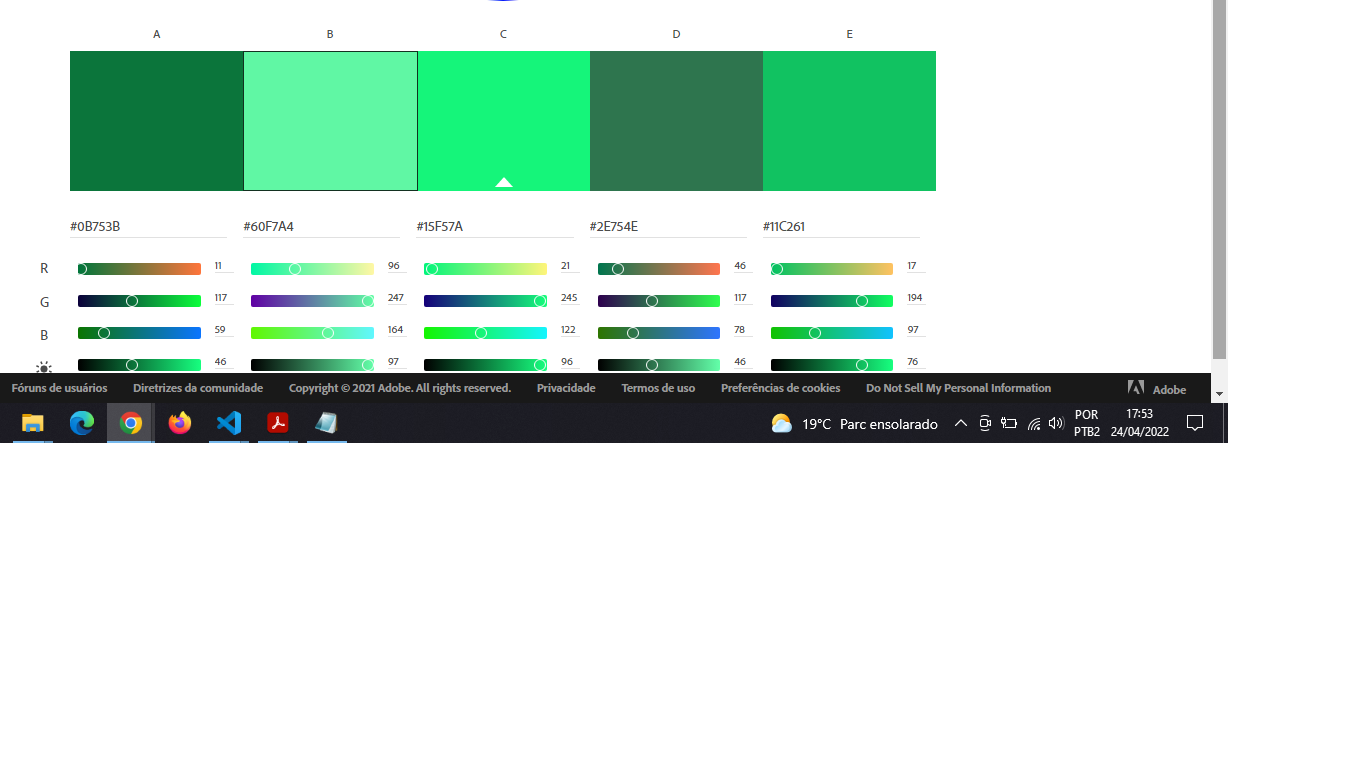 A B C D E
#0B753B #60F7A4 #15F57A #2E754E #11C261
R 11 96 21 46 17
G 117 247 245 117 194
B 59 164 122 78 97
46 97 96 46 76
Fóruns de usuários Diretrizes da comunidade Copyright © 2021 Adobe. All rights reserved. Privacidade Termos de uso Preferências de cookies Do Not Sell My Personal Information Adobe
19°C Parc ensolarado POR 17:53
PTB2 24/04/2022